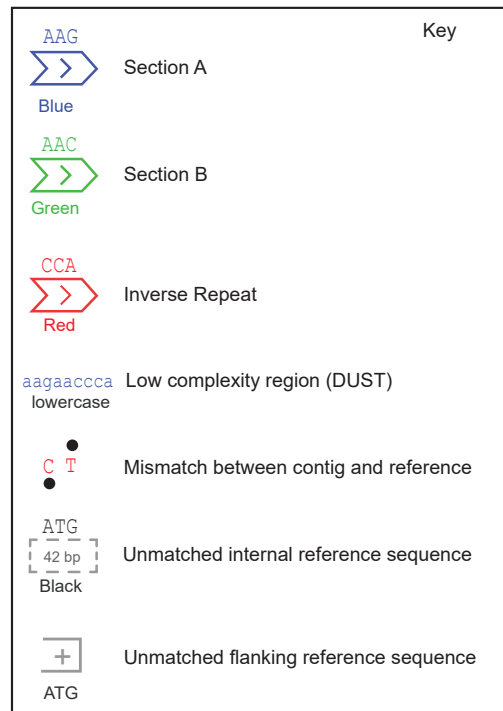 Key
AAG
Section A
Blue
AAC
Section B
Green
CCA
Inverse Repeat
Red
aagaaccca Low complexity region (DUST)
lowercase
C T
Mismatch between contig and reference
ATG
42 bp
Unmatched internal reference sequence
Black
+
Unmatched flanking reference sequence
ATG